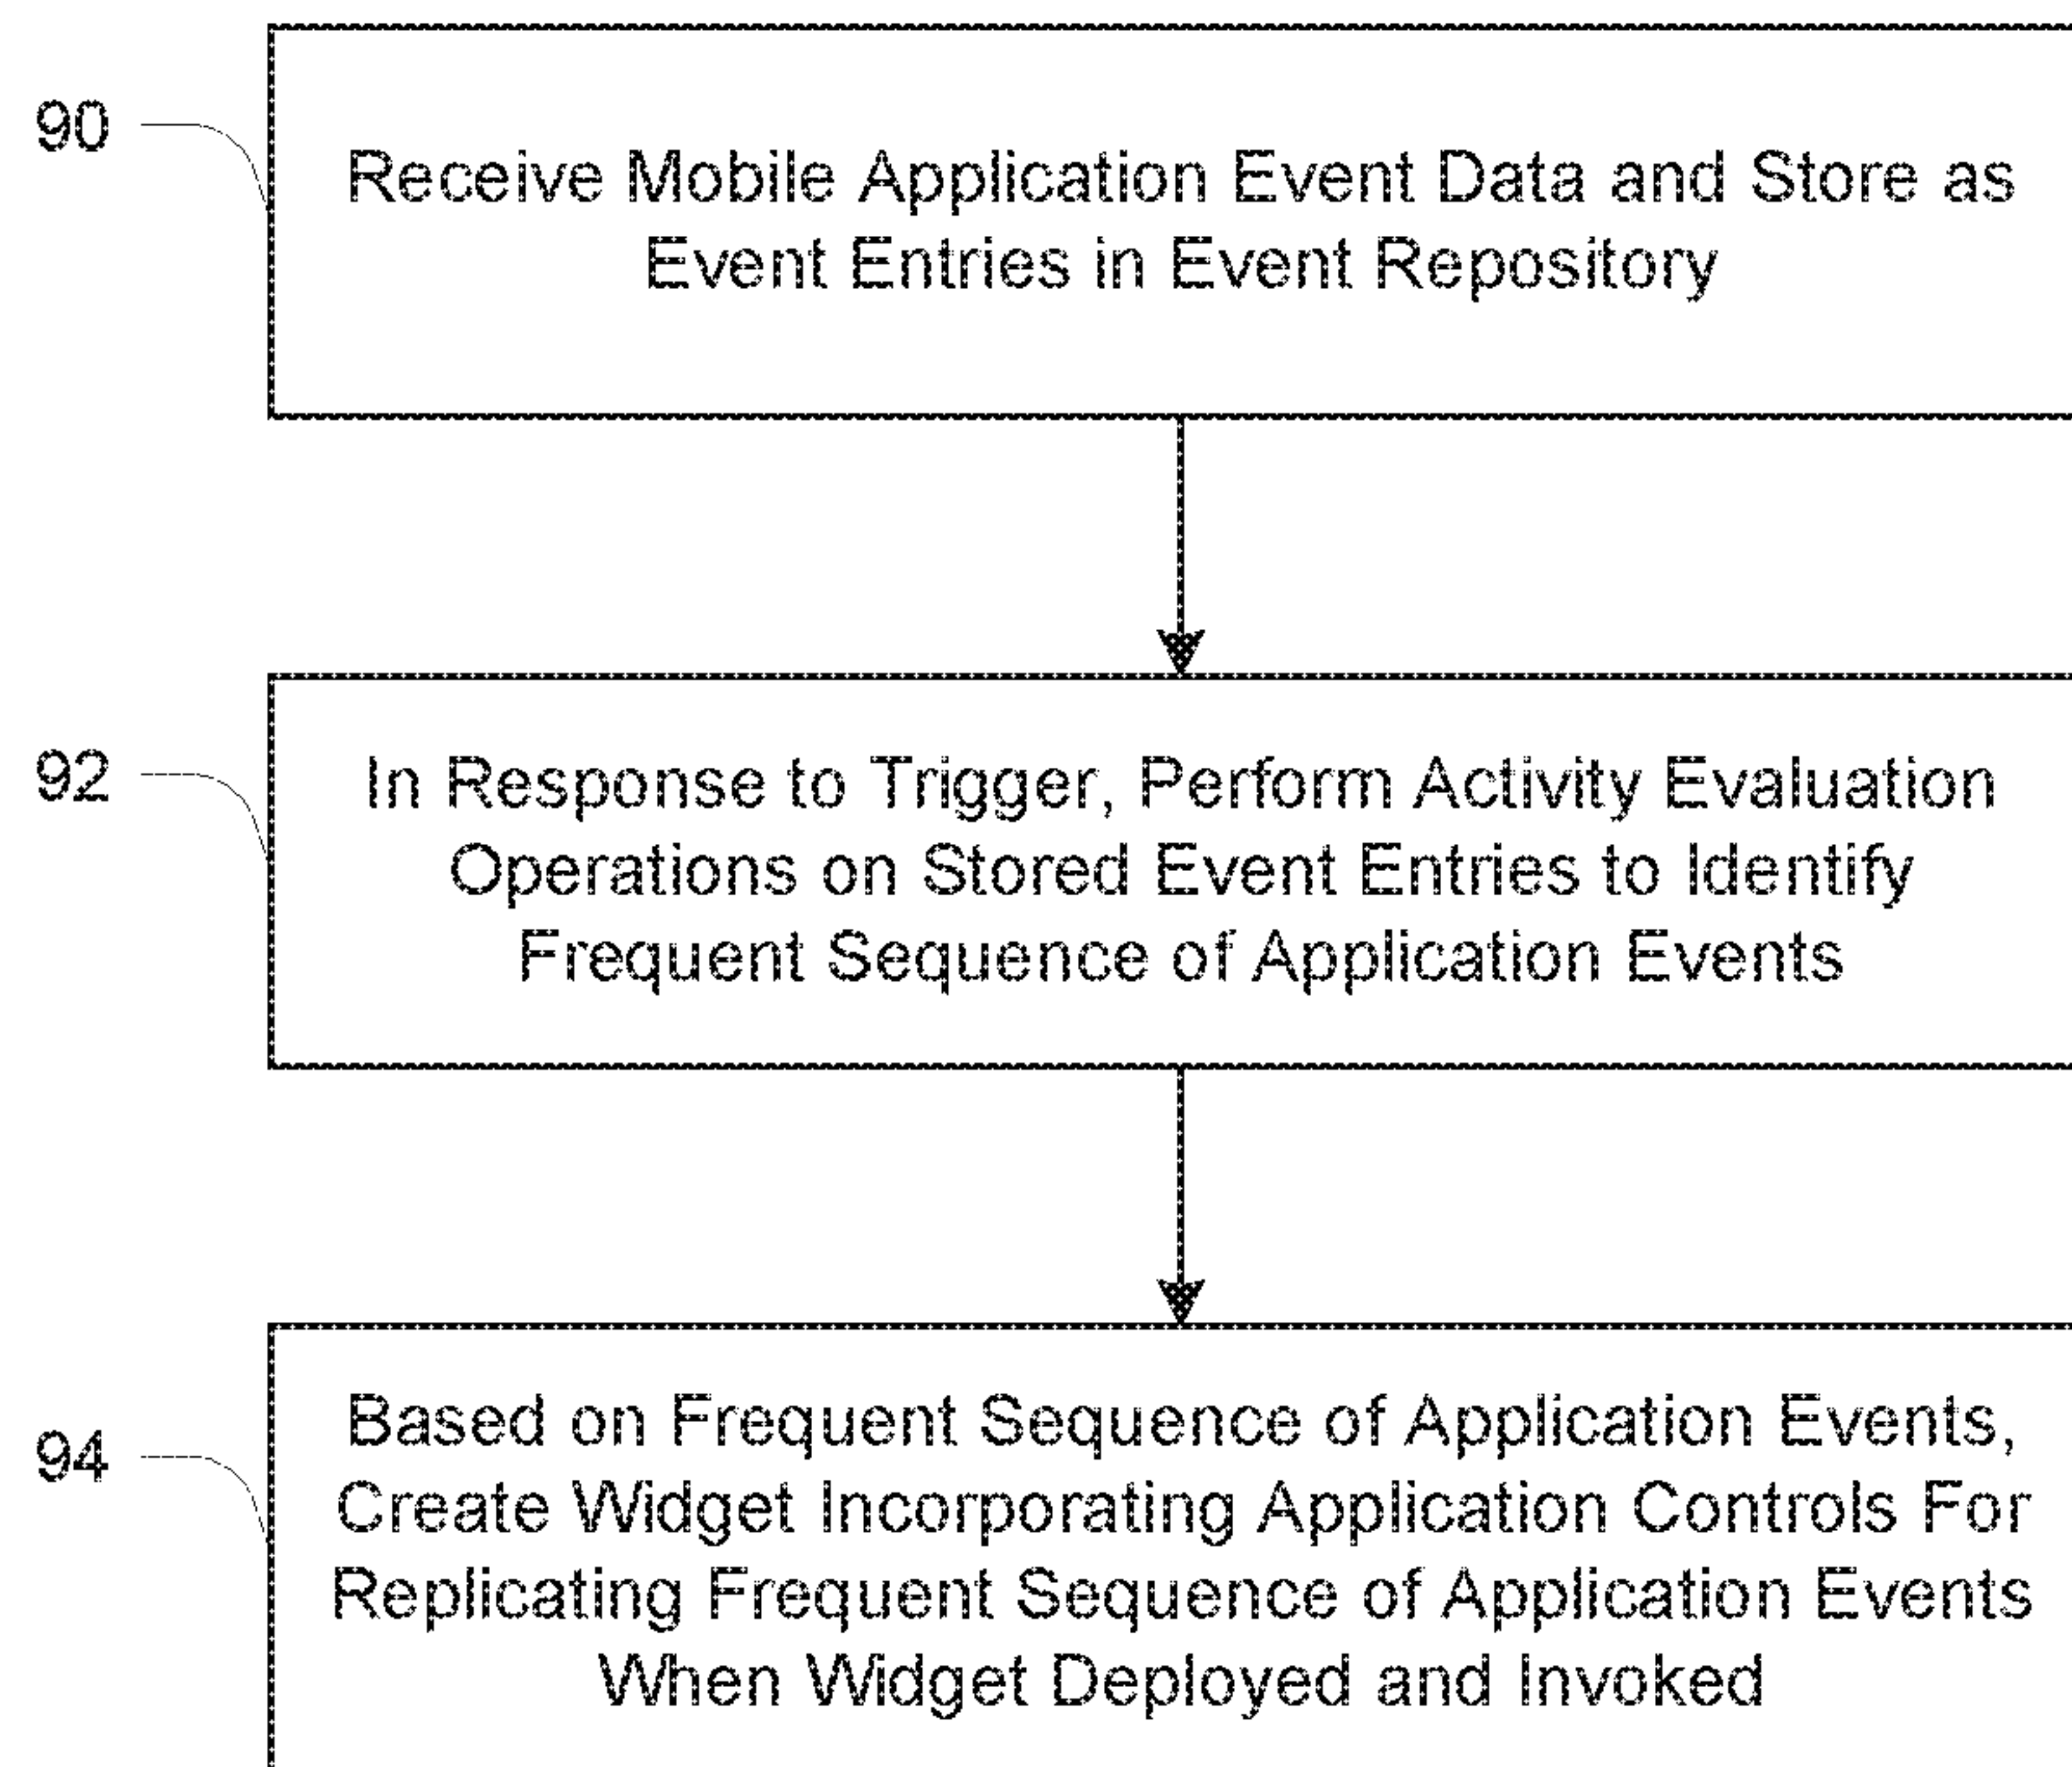 90
Receive Mobile Application Event Data and Store as
Event Entries in Event Repository
92
In Response to Trigger, Perform Activity Evaluation
Operations on Stored Event Entries to Identify
Frequent Sequence of Application Events
94
Based on Frequent Sequence of Application Events,
Create Widget Incorporating Application Controls For
Replicating Frequent Sequence of Application Events
When Widget Deployed and Invoked